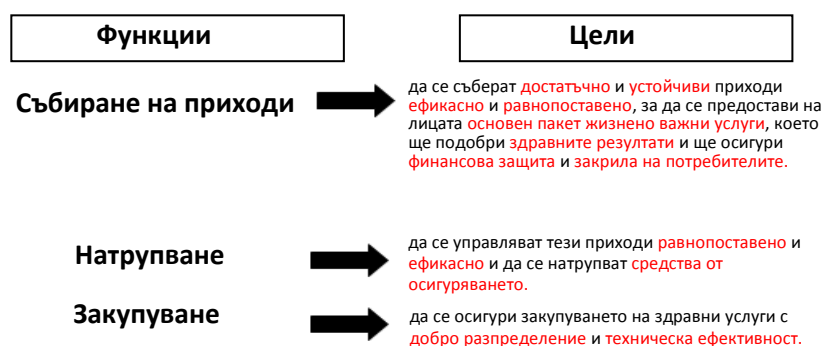 Функции
Цели
Събиране на приходи
да се съберат достатъчно и устойчиви приходи
ефикасно и равнопоставено, за да се предостави на
лицата основен пакет жизнено важни услуги, което
ще подобри здравните резултати и ще осигури
финансова защита и закрила на потребителите.
Натрупване
да се управляват тези приходи равнопоставено и
ефикасно и да се натрупват средства от
осигуряването.
Закупуване
да се осигури закупуването на здравни услуги с
добро разпределение и техническа ефективност.